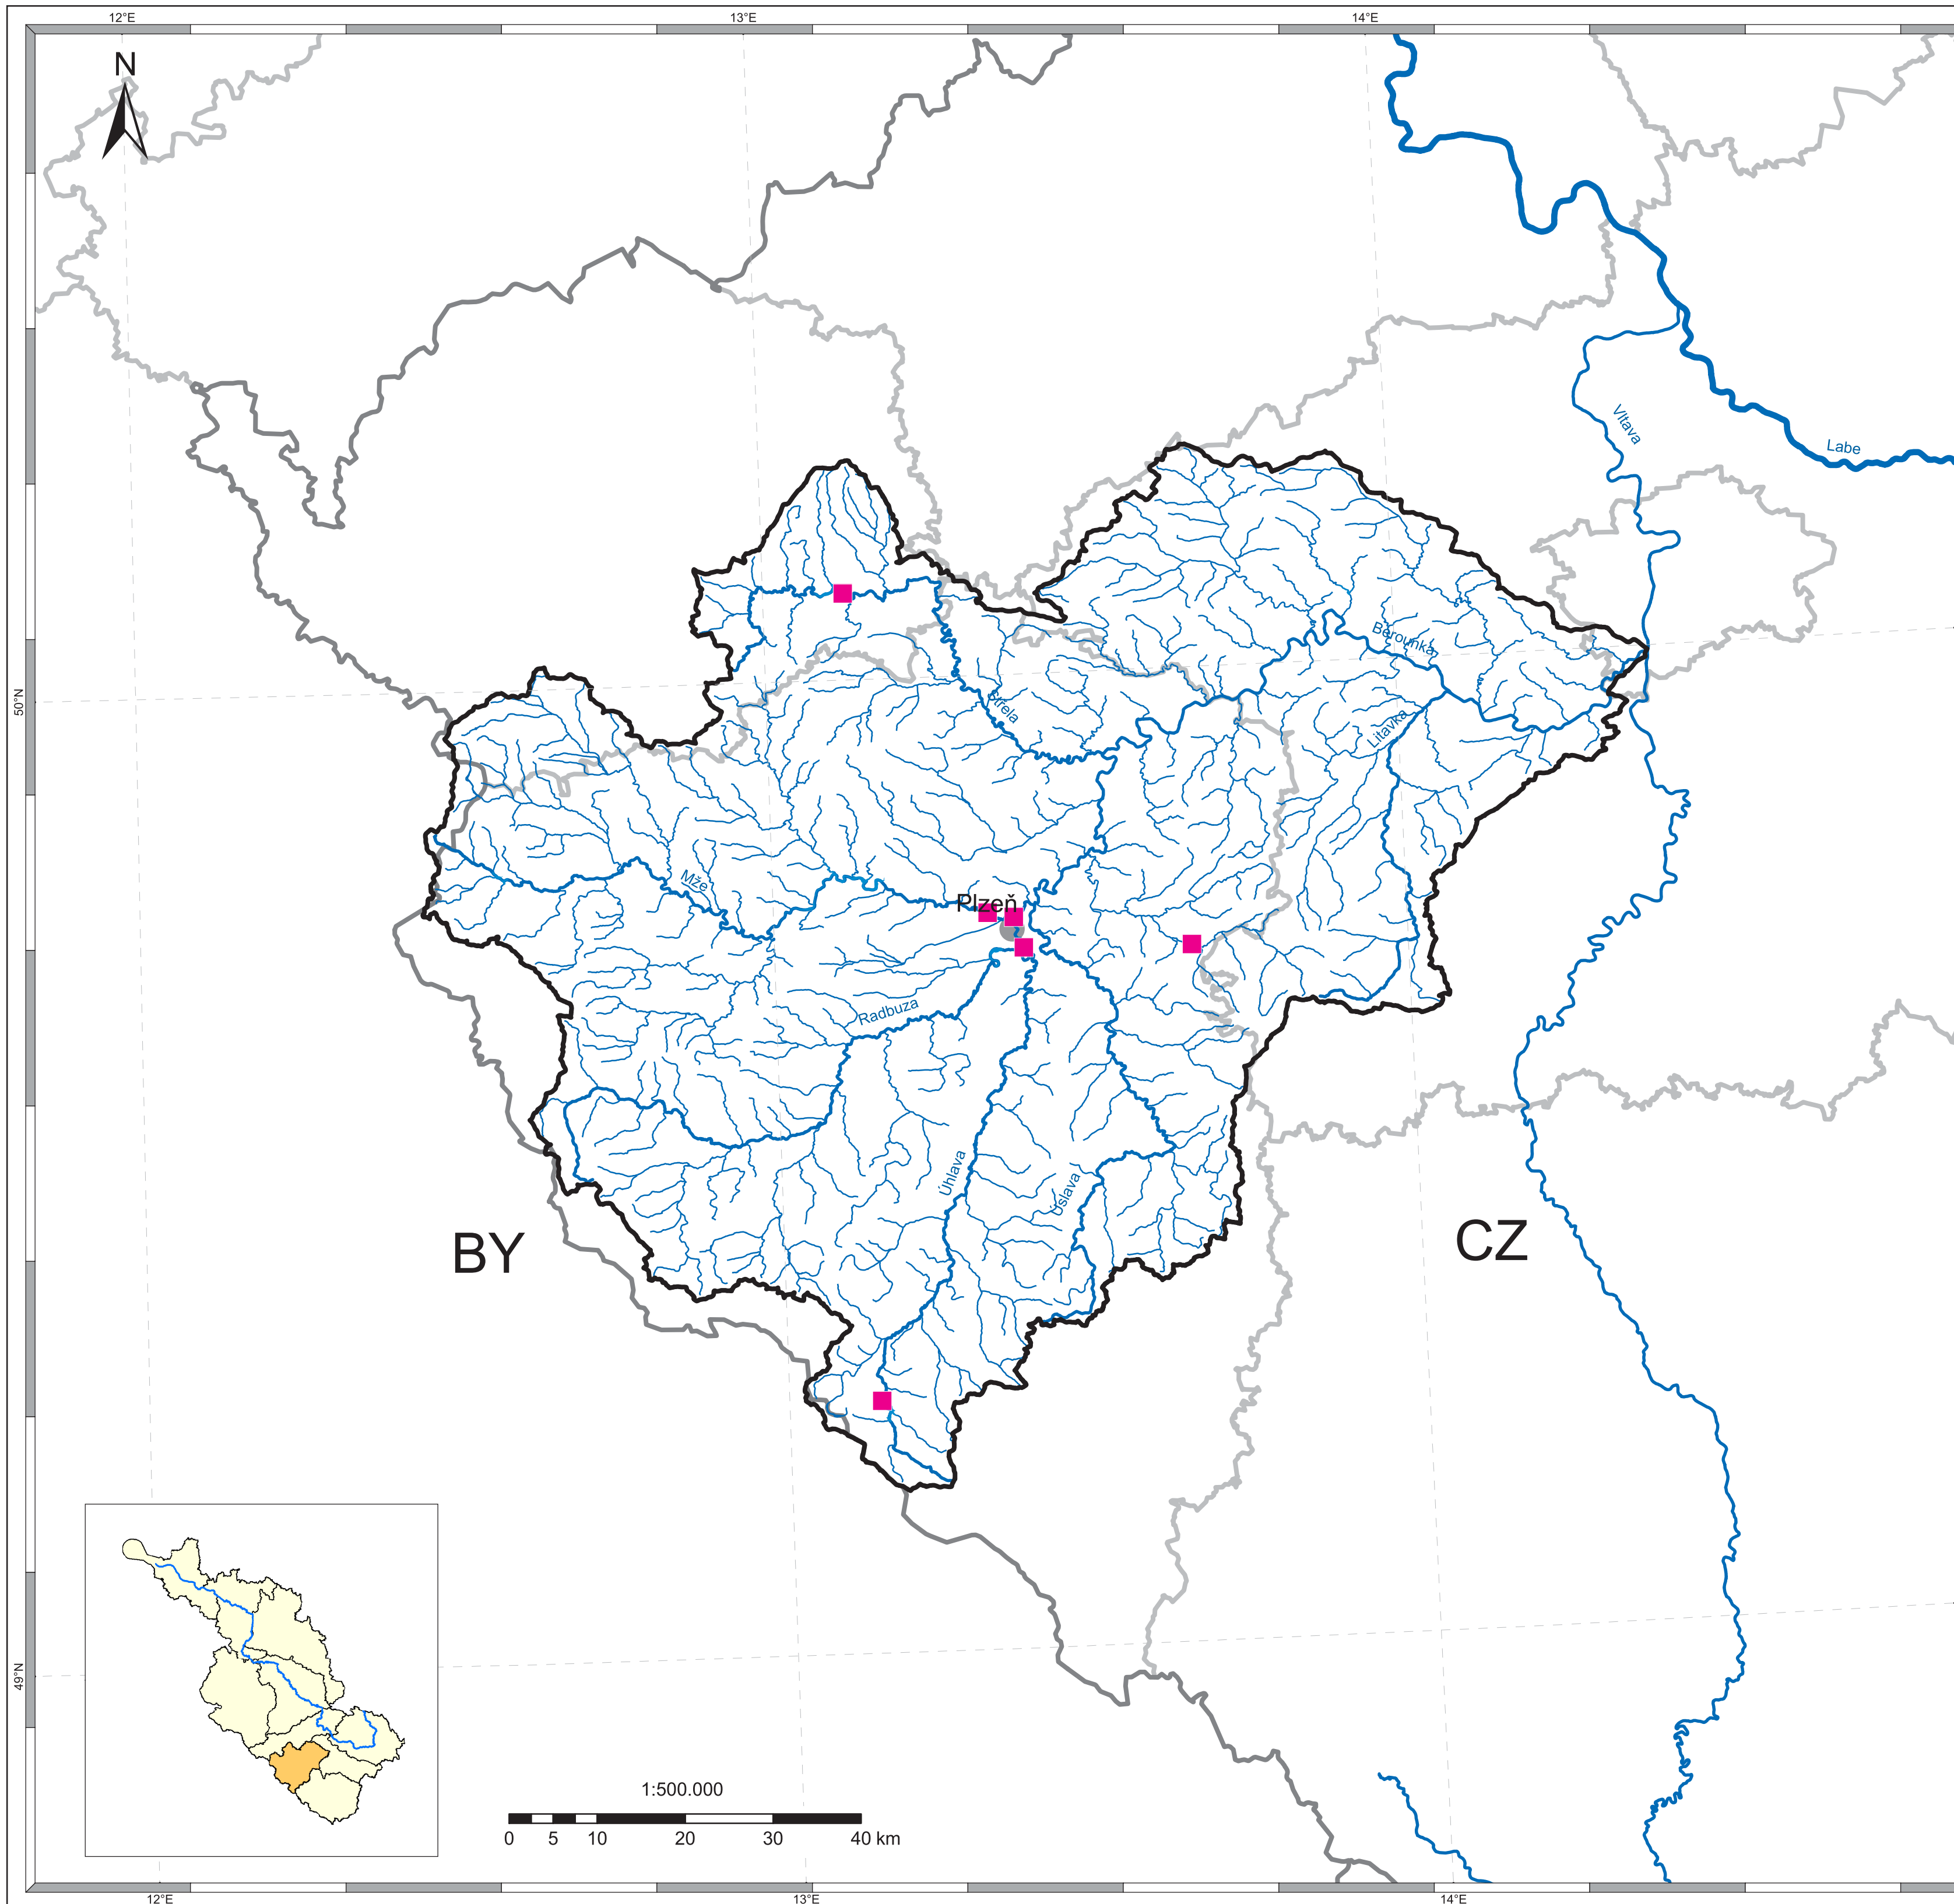 12°E
13°E
14°E
N
Vltava
Labe
Berounka
50°N
Střela
Litavka
Mže
Plzeň
Radbuza
Úhlava
Úslava
BY
CZ
49°N
1:500.000
0 5 10 20 30 40 km
12°E
13°E
14°E